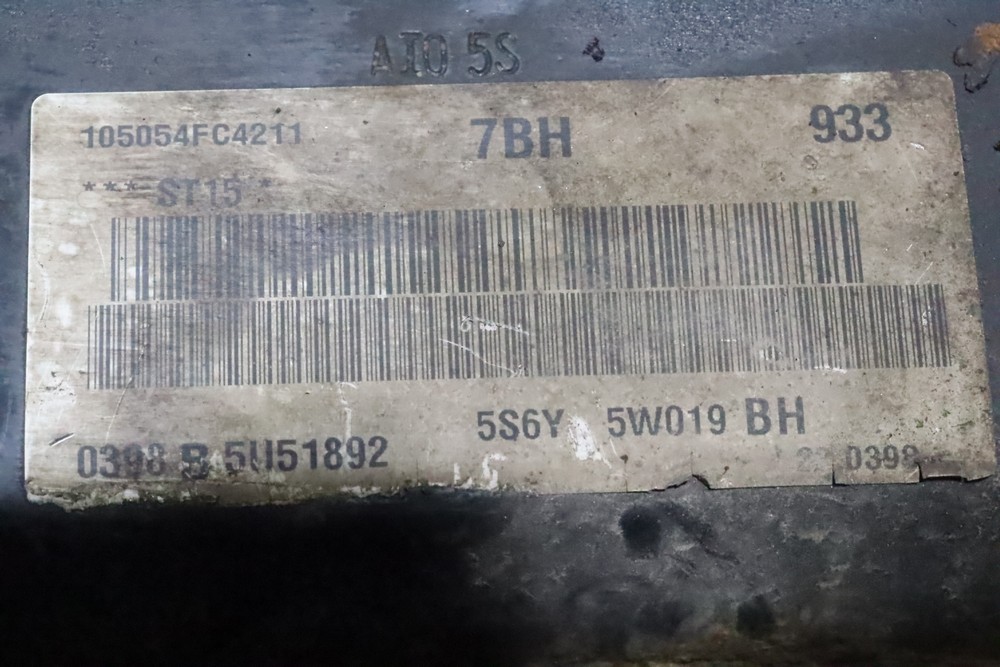 ATO 5S
105054FC4211 7BH 933
*** ST15 *
5S6Y 5W019 BH
0398 B 5U51892
0398